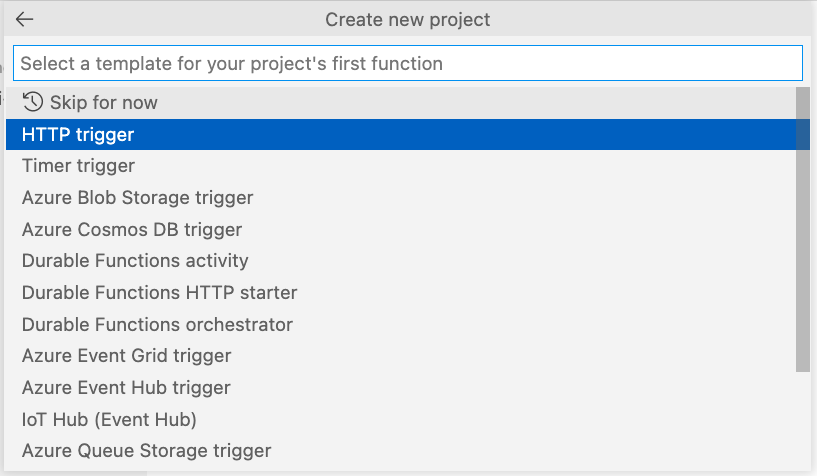 Create new project
Select a template for your project's first function
Skip for now
HTTP trigger
Timer trigger
Azure Blob Storage trigger
Azure Cosmos DB trigger
Durable Functions activity
Durable Functions HTTP starter
Durable Functions orchestrator
Azure Event Grid trigger
Azure Event Hub trigger
IoT Hub (Event Hub)
Azure Queue Storage trigger